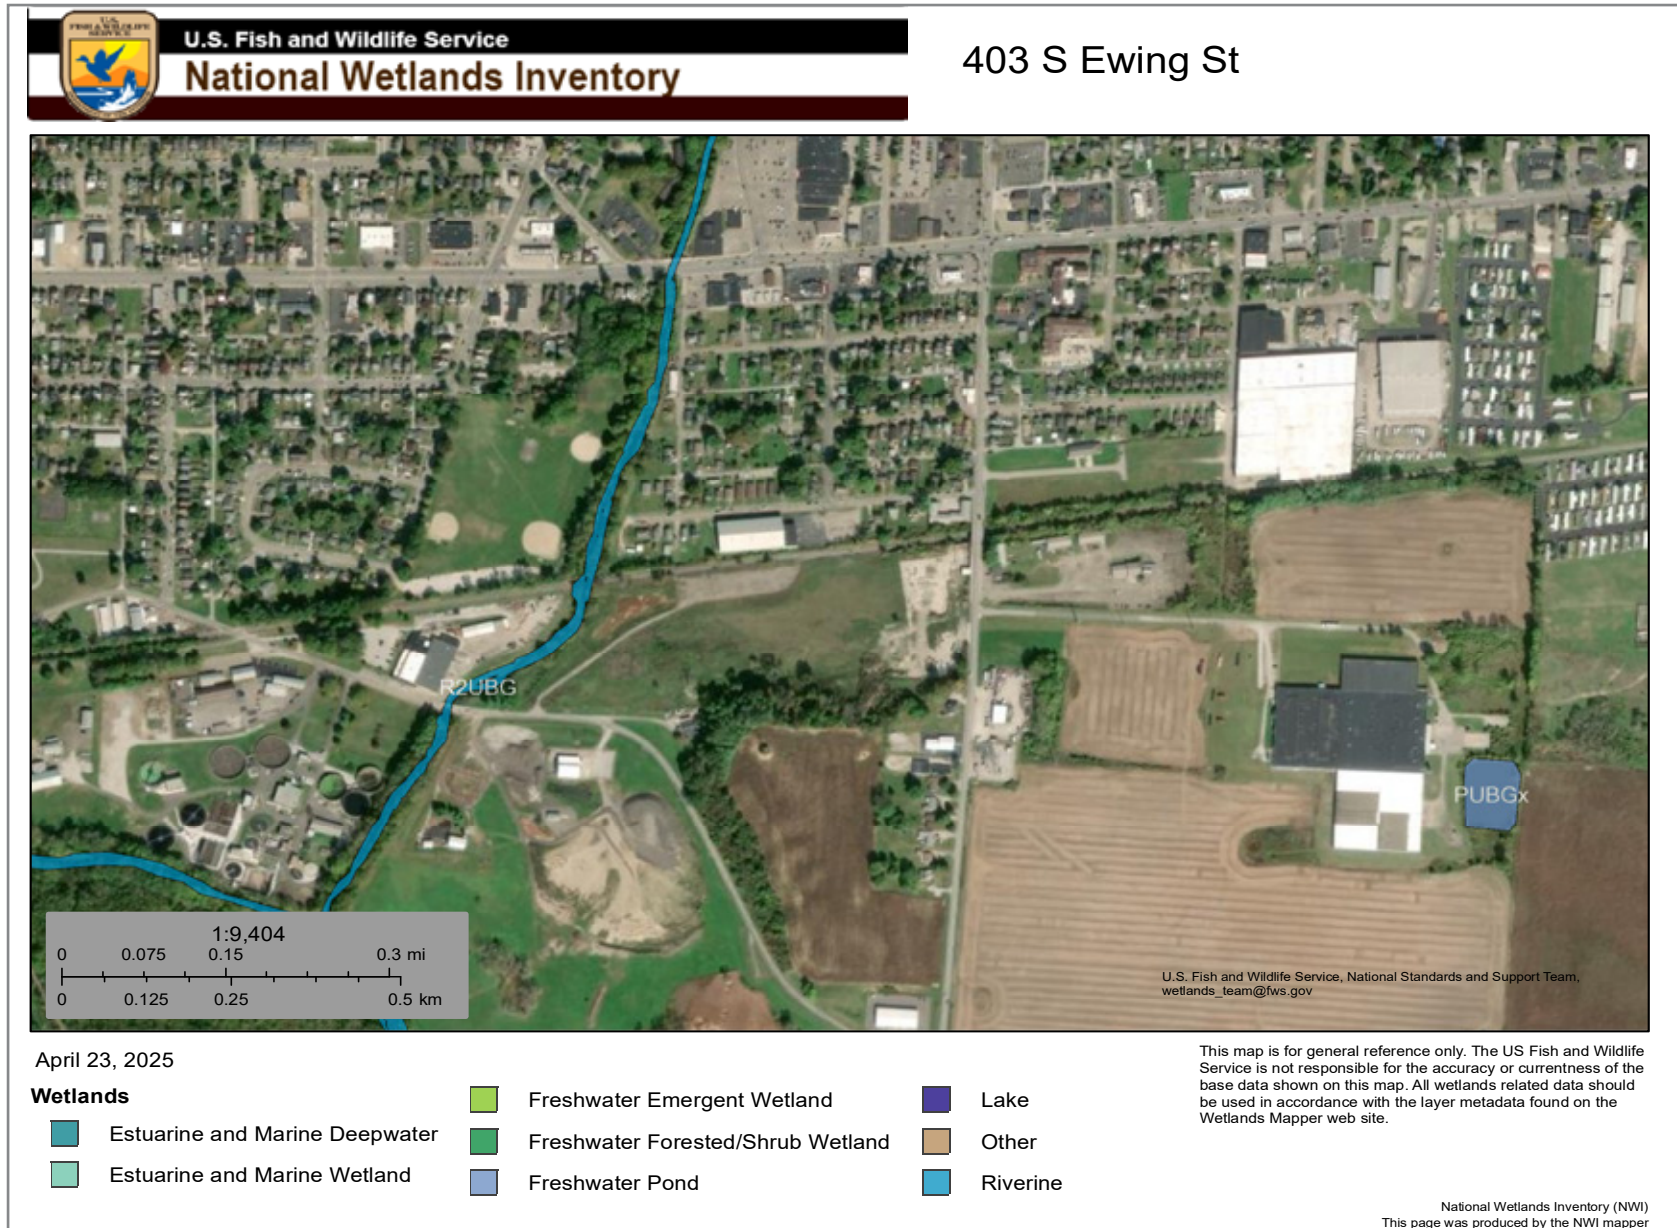 U.S.
FISH & WILDLIFE
SERVICE
U.S. Fish and Wildlife Service
National Wetlands Inventory
403 S Ewing St
R2UBG
PUBGx
1:9,404
0 0.075 0.15 0.3 mi
0 0.125 0.25 0.5 km
U.S. Fish and Wildlife Service, National Standards and Support Team,
wetlands_team@fws.gov
April 23, 2025
Wetlands
Estuarine and Marine Deepwater
Estuarine and Marine Wetland
Freshwater Emergent Wetland
Freshwater Forested/Shrub Wetland
Freshwater Pond
Lake
Other
Riverine
This map is for general reference only. The US Fish and Wildlife
Service is not responsible for the accuracy or currentness of the
base data shown on this map. All wetlands related data should
be used in accordance with the layer metadata found on the
Wetlands Mapper web site.
National Wetlands Inventory (NWI)
This page was produced by the NWI mapper